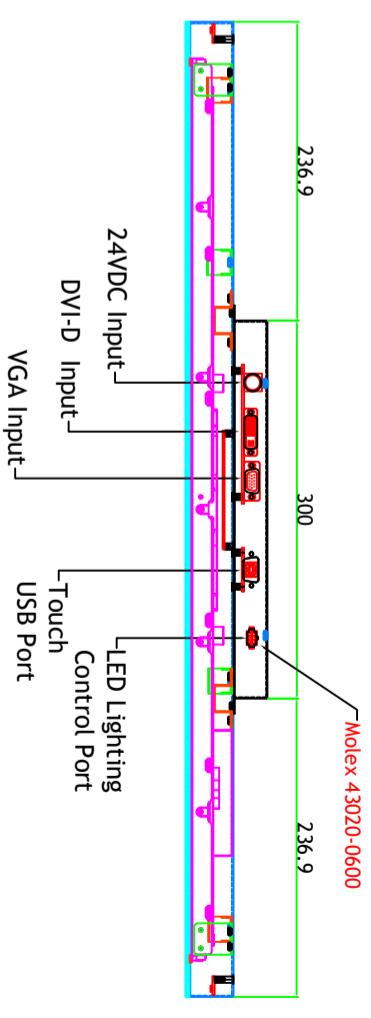 236,9
300
236,9
24VDC Input
DVI-D Input
VGA Input
Touch
USB Port
LED Lighting
Control Port
Molex 43020-0600